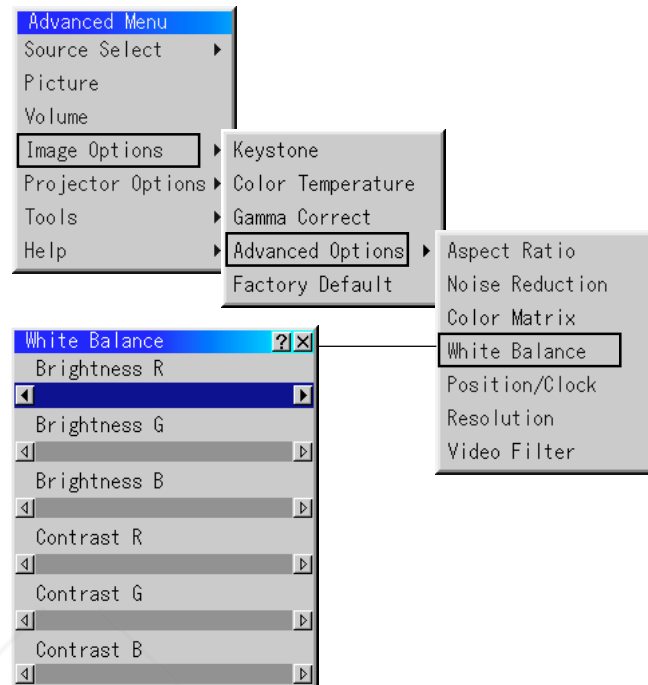 Advanced Menu
Source Select
Picture
Volume
Image Options
Projector Options
Tools
Help
Keystone
Color Temperature
Gamma Correct
Advanced Options
Factory Default
Aspect Ratio
Noise Reduction
Color Matrix
White Balance
Position/Clock
Resolution
Video Filter
White Balance ? ×
Brightness R
Brightness G
Brightness B
Contrast R
Contrast G
Contrast B